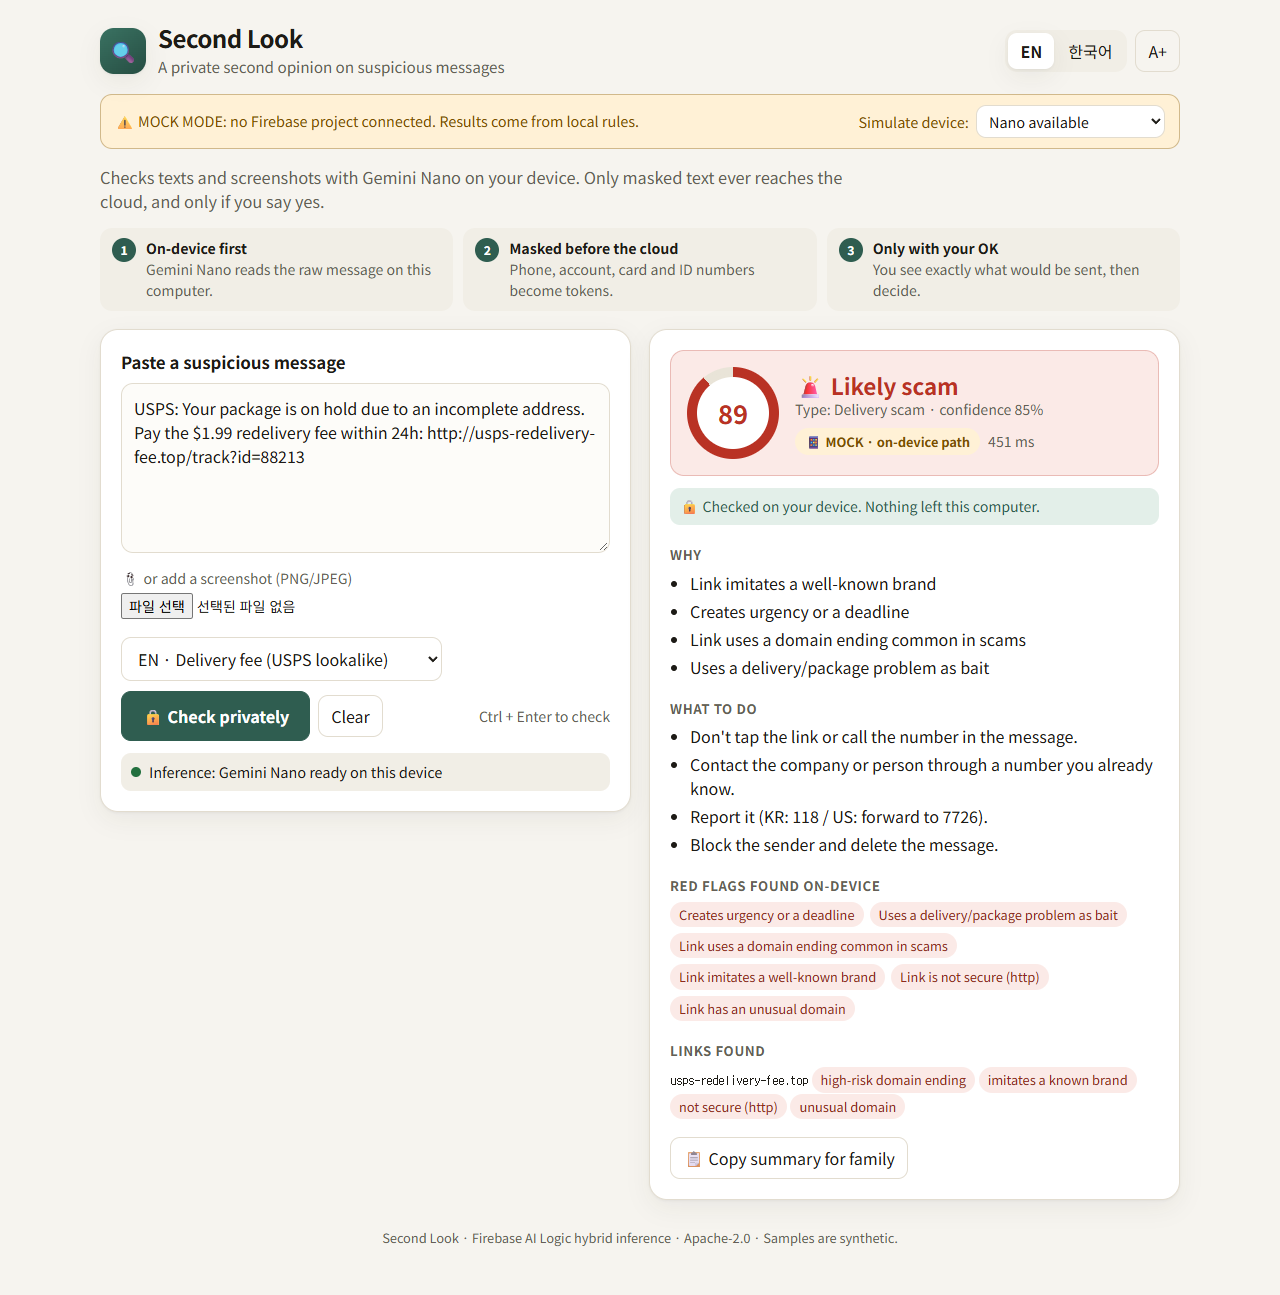 Second Look
A private second opinion on suspicious messages
EN 한국어 A+
⚠️ MOCK MODE: no Firebase project connected. Results come from local rules.
Simulate device: Nano available
Checks texts and screenshots with Gemini Nano on your device. Only masked text ever reaches the
cloud, and only if you say yes.
1 On-device first
Gemini Nano reads the raw message on this
computer.
2 Masked before the cloud
Phone, account, card and ID numbers
become tokens.
3 Only with your OK
You see exactly what would be sent, then
decide.
Paste a suspicious message
USPS: Your package is on hold due to an incomplete address.
Pay the $1.99 redelivery fee within 24h: http://usps-redelivery-
fee.top/track?id=88213
or add a screenshot (PNG/JPEG)
파일 선택 선택된 파일 없음
EN · Delivery fee (USPS lookalike)
Check privately
Clear
Ctrl + Enter to check
Inference: Gemini Nano ready on this device
89
Likely scam
Type: Delivery scam · confidence 85%
MOCK · on-device path 451 ms
Checked on your device. Nothing left this computer.
WHY
• Link imitates a well-known brand
• Creates urgency or a deadline
• Link uses a domain ending common in scams
• Uses a delivery/package problem as bait
WHAT TO DO
• Don't tap the link or call the number in the message.
• Contact the company or person through a number you already
know.
• Report it (KR: 118 / US: forward to 7726).
• Block the sender and delete the message.
RED FLAGS FOUND ON-DEVICE
Creates urgency or a deadline Uses a delivery/package problem as bait
Link uses a domain ending common in scams
Link imitates a well-known brand Link is not secure (http)
Link has an unusual domain
LINKS FOUND
usps-redelivery-fee.top high-risk domain ending imitates a known brand
not secure (http) unusual domain
Copy summary for family
Second Look · Firebase AI Logic hybrid inference · Apache-2.0 · Samples are synthetic.